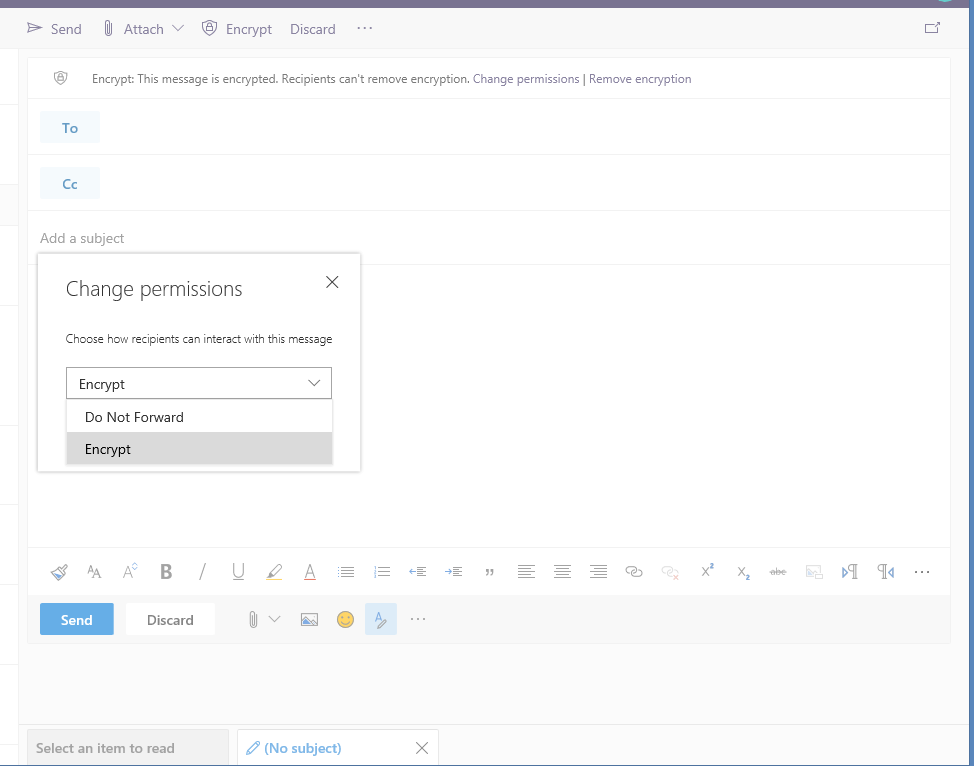 Send Attach Encrypt Discard ...
Encrypt: This message is encrypted. Recipients can't remove encryption. Change permissions | Remove encryption
To
Cc
Add a subject
Change permissions
Choose how recipients can interact with this message
Encrypt
Do Not Forward
Encrypt
Send Discard
Select an item to read (No subject)